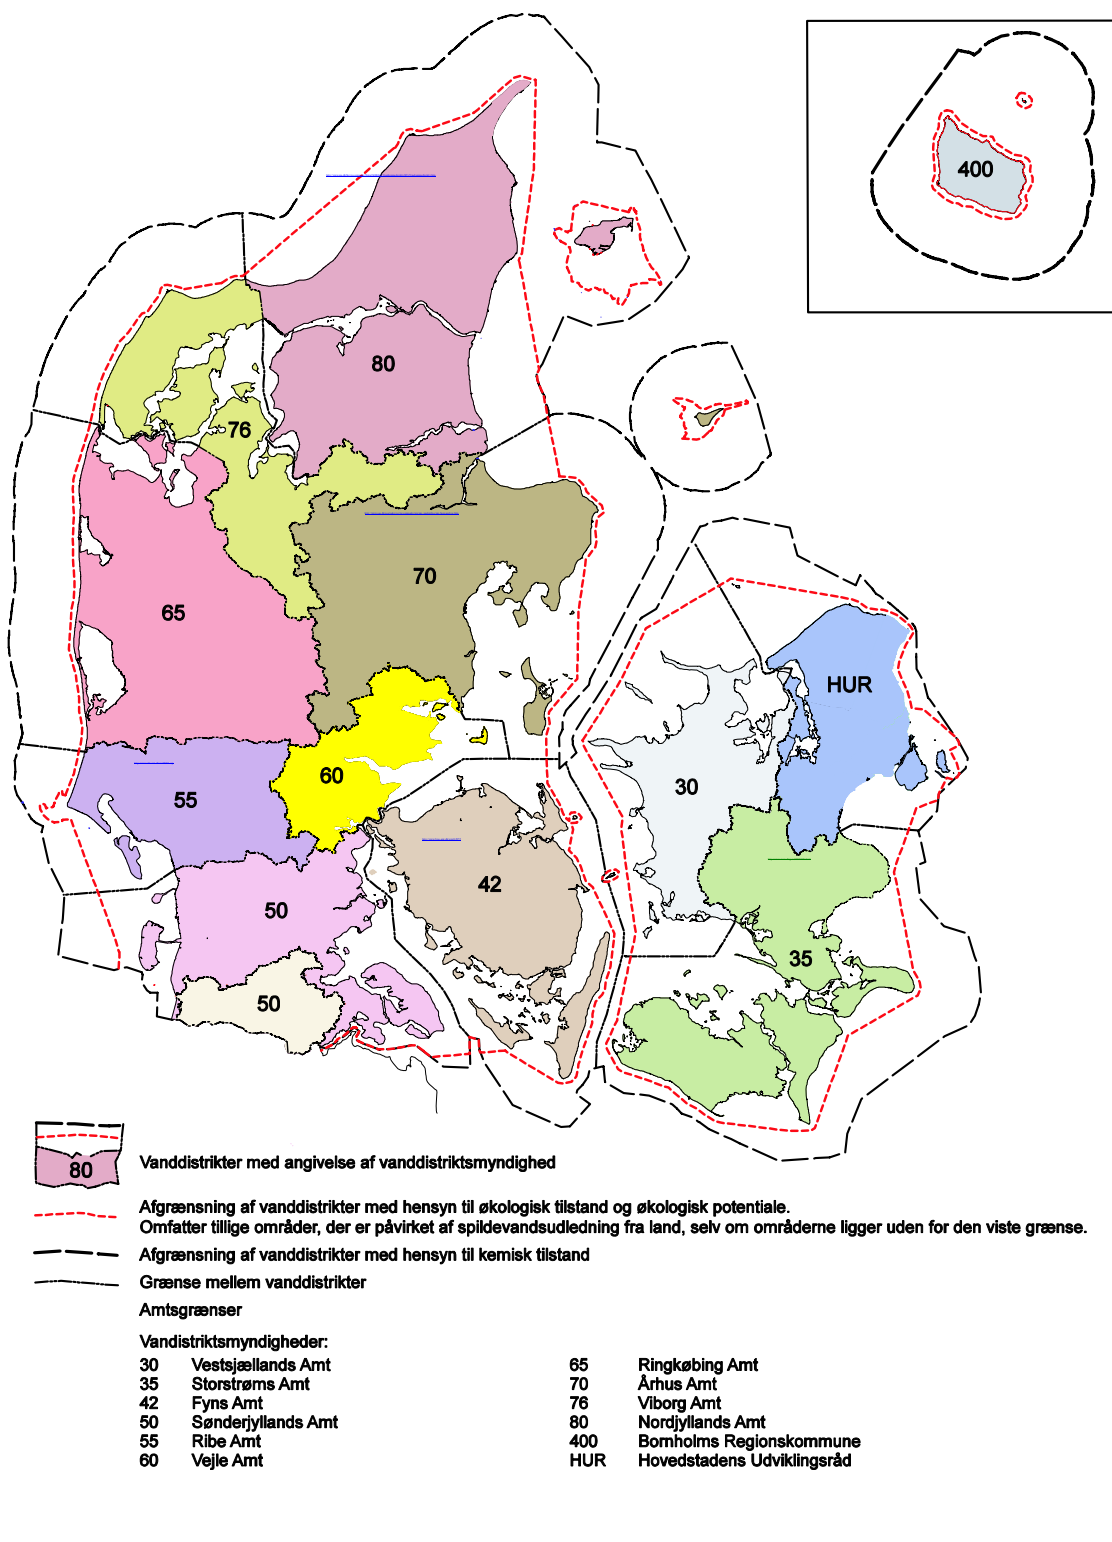 400
80
76
70
65
HUR
60
30
55
42
50
35
50
80 Vanddistrikter med angivelse af vanddistriktsmyndighed
Afgrænsning af vanddistrikter med hensyn til økologisk tilstand og økologisk potentiale.
Omfatter tillige områder, der er påvirket af spildevandsudledning fra land, selv om områderne ligger uden for den viste grænse.
Afgrænsning af vanddistrikter med hensyn til kemisk tilstand
Grænse mellem vanddistrikter
Amtsgrænser
Vandistriktsmyndigheder:
30 Vestsjællands Amt
35 Storstrøms Amt
42 Fyns Amt
50 Sønderjyllands Amt
55 Ribe Amt
60 Vejle Amt
65 Ringkøbing Amt
70 Århus Amt
76 Viborg Amt
80 Nordjyllands Amt
400 Bornholms Regionskommune
HUR Hovedstadens Udviklingsråd